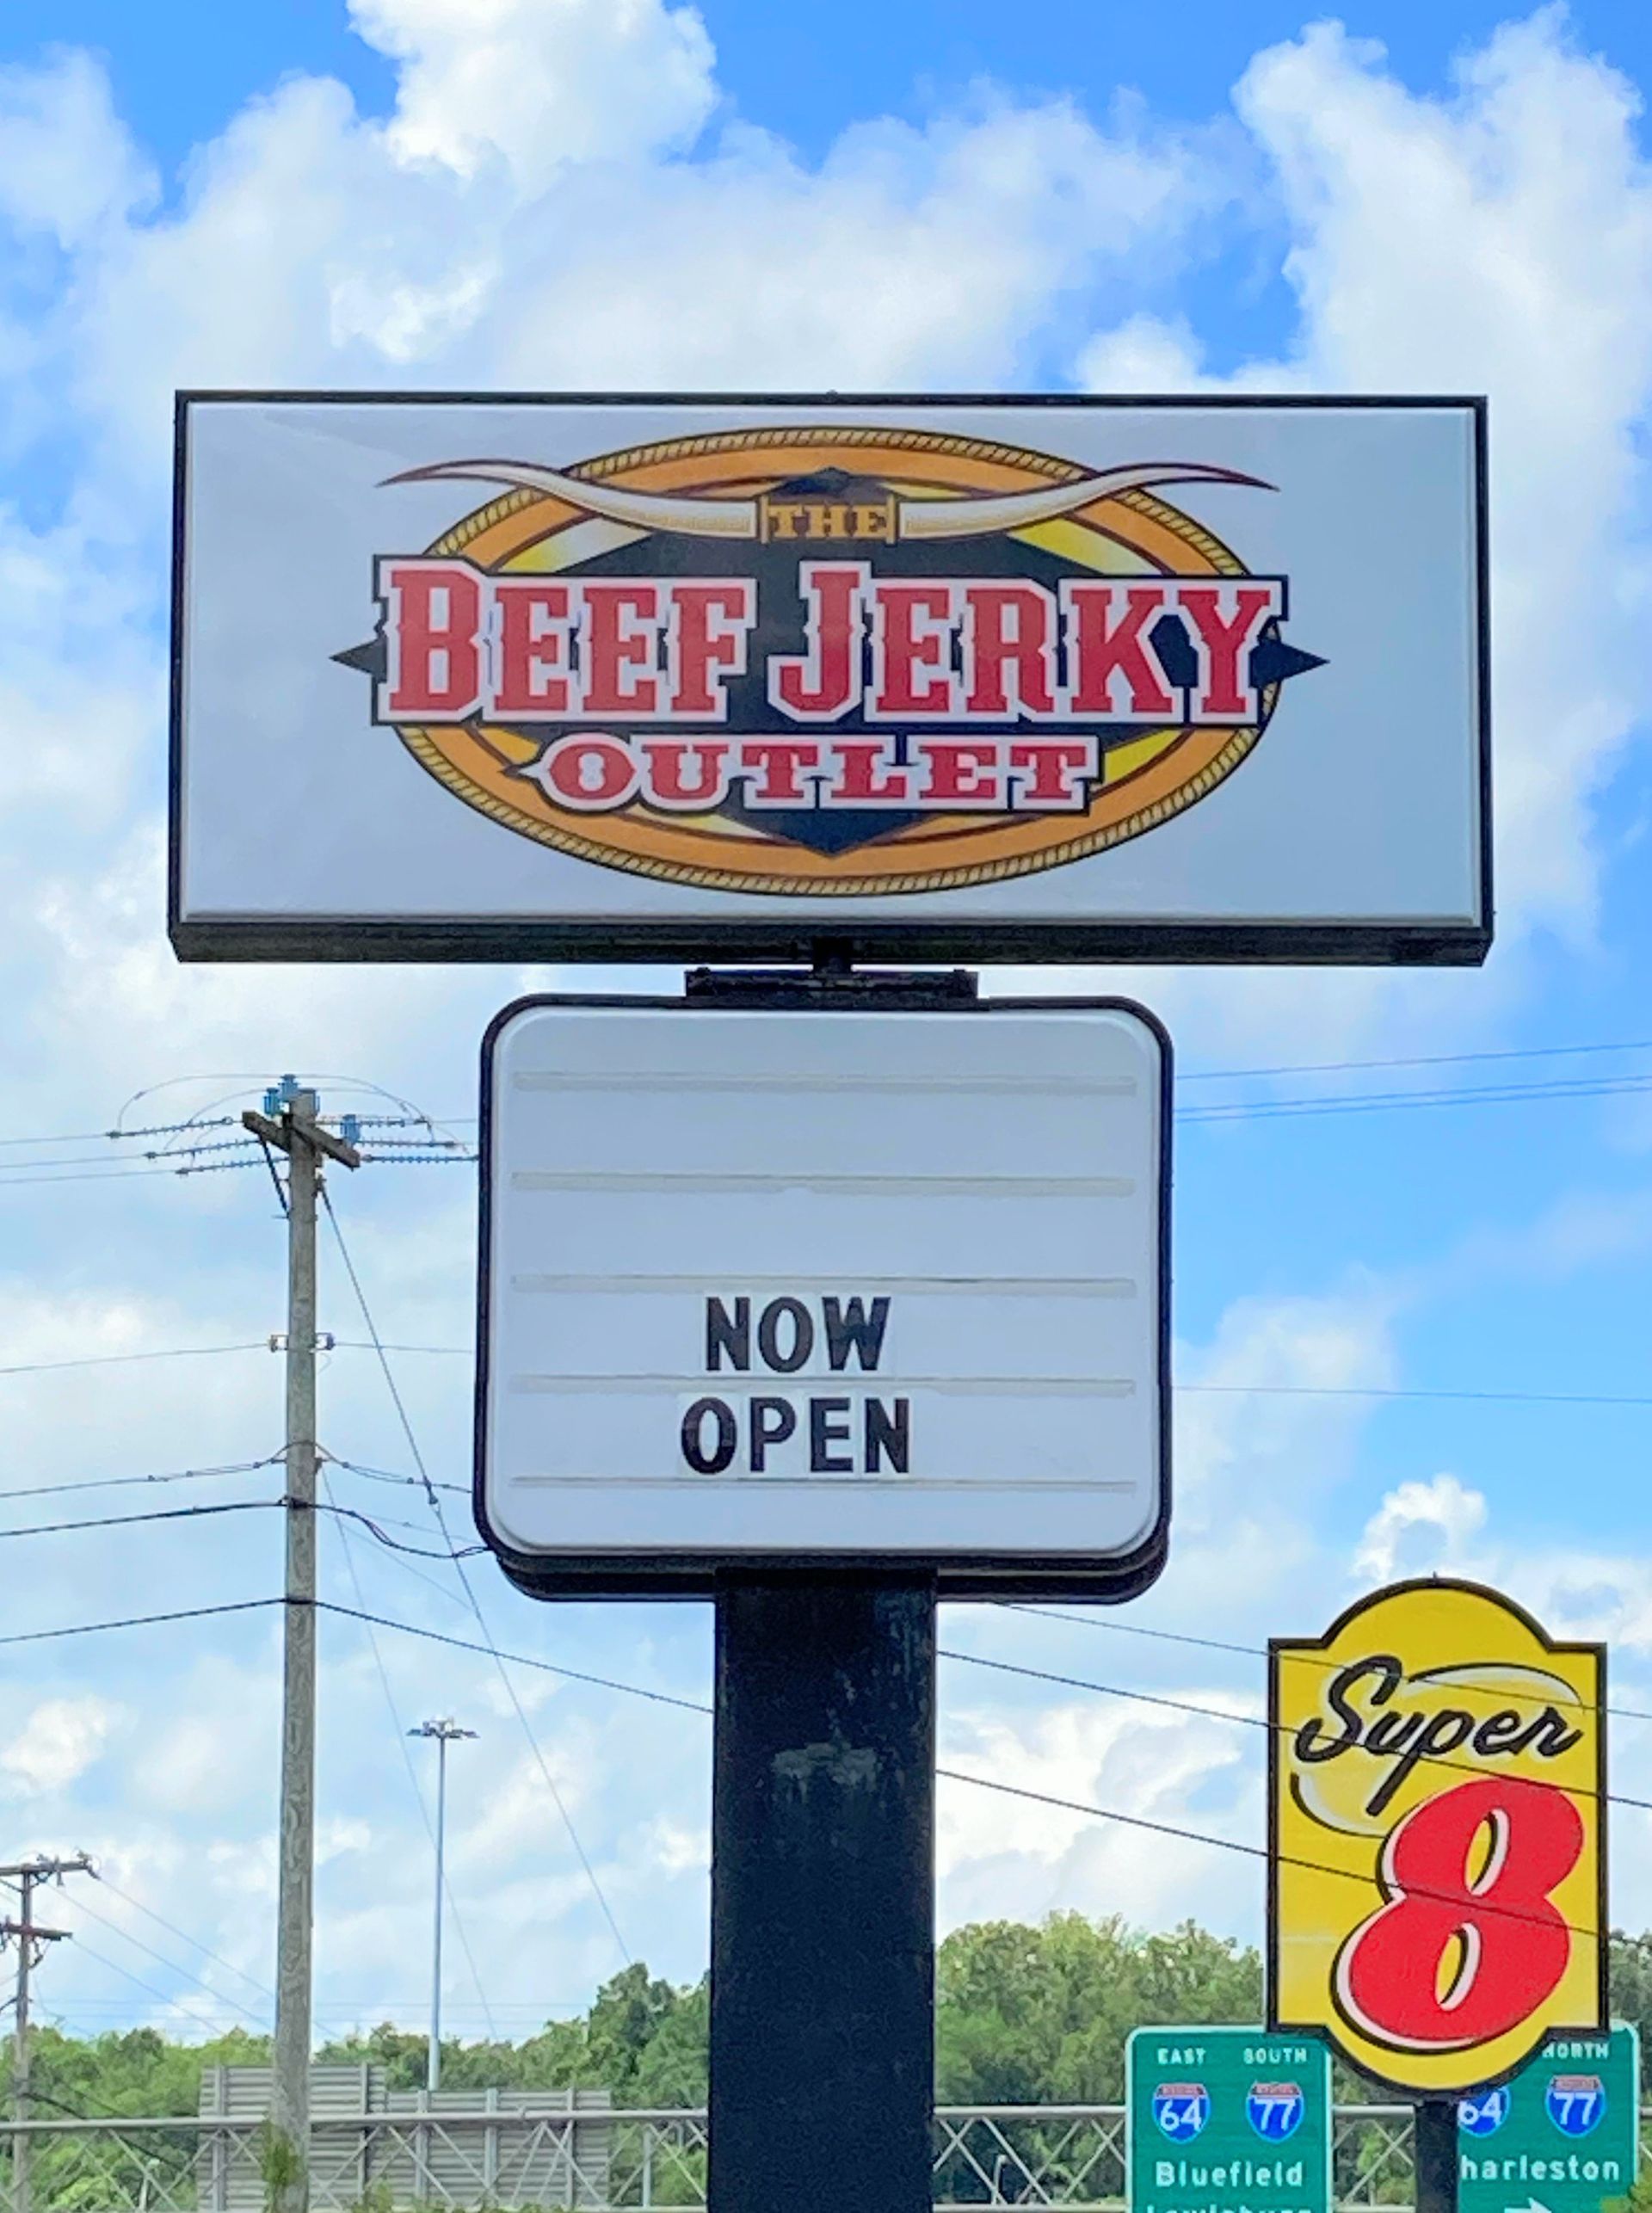 THE
BEEF JERKY
OUTLET
NOW
OPEN
Super
8
EAST SOUTH
64 77
Bluefield
NORTH
64 77
harleston